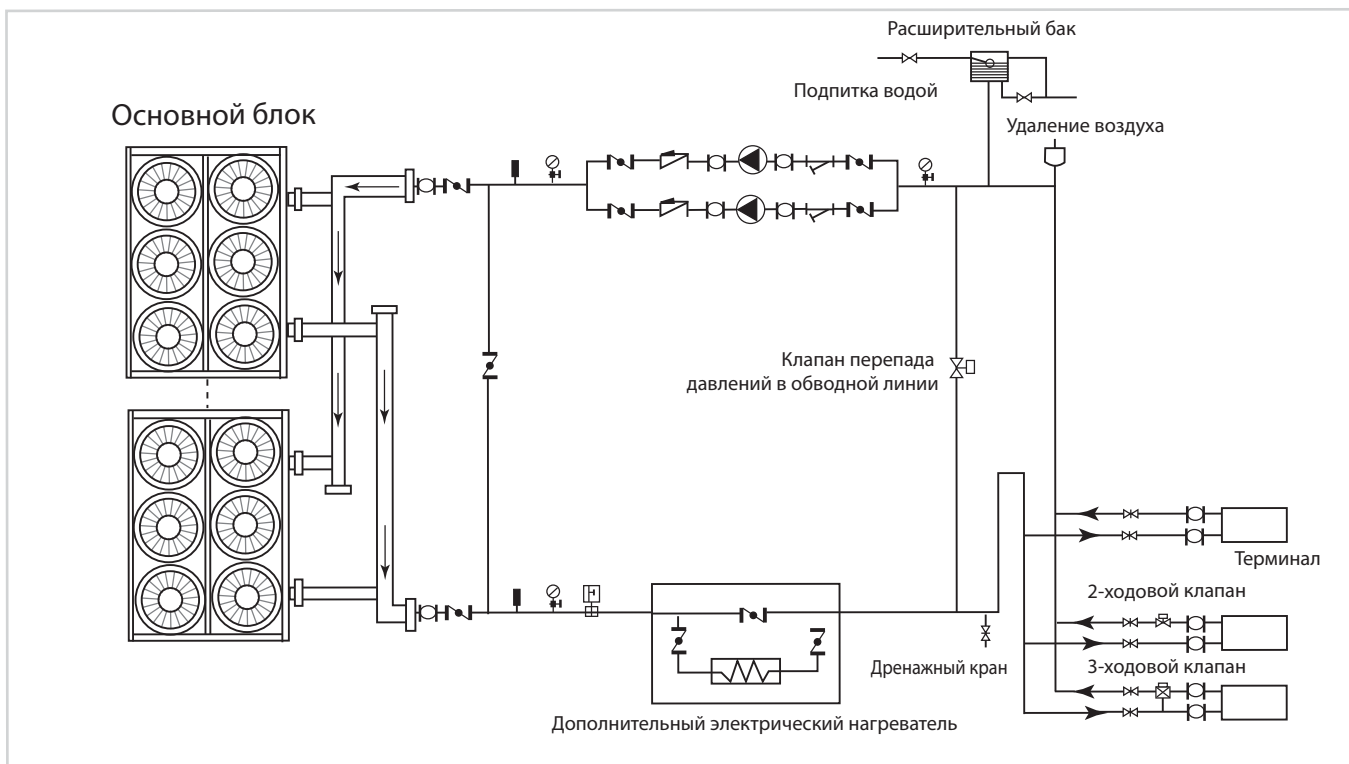 Расширительный бак
Подпитка водой
Основной блок
Удаление воздуха
Клапан перепада
давлений в обводной линии
Терминал
2-ходовой клапан
Дренажный кран
3-ходовой клапан
Дополнительный электрический нагреватель